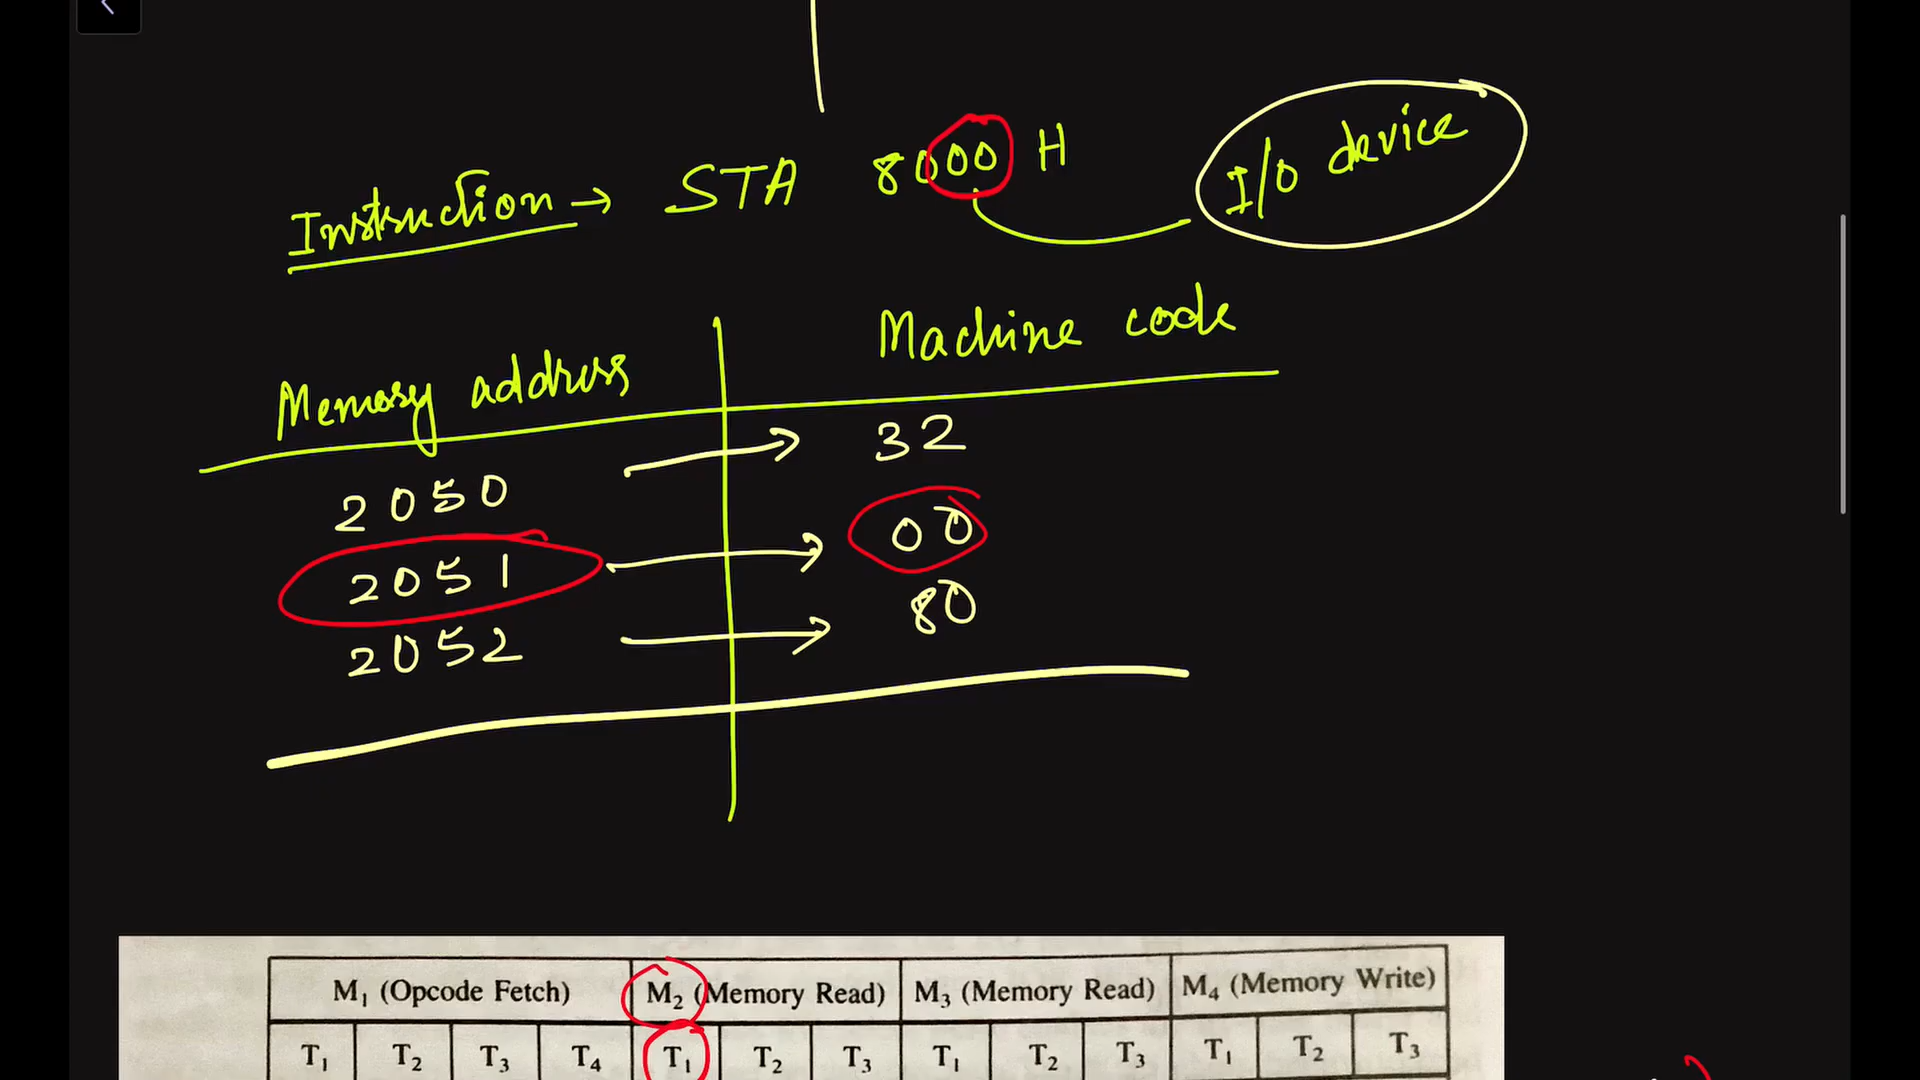 Instruction → STA 8000 H I/O device
Memory address Machine code
2050 → 32
2051 → 00
2052 → 80
M₁ (Opcode Fetch) M₂ (Memory Read) M₃ (Memory Read) M₄ (Memory Write)
T₁ T₂ T₃ T₄ T₁ T₂ T₃ T₁ T₂ T₃ T₁ T₂ T₃